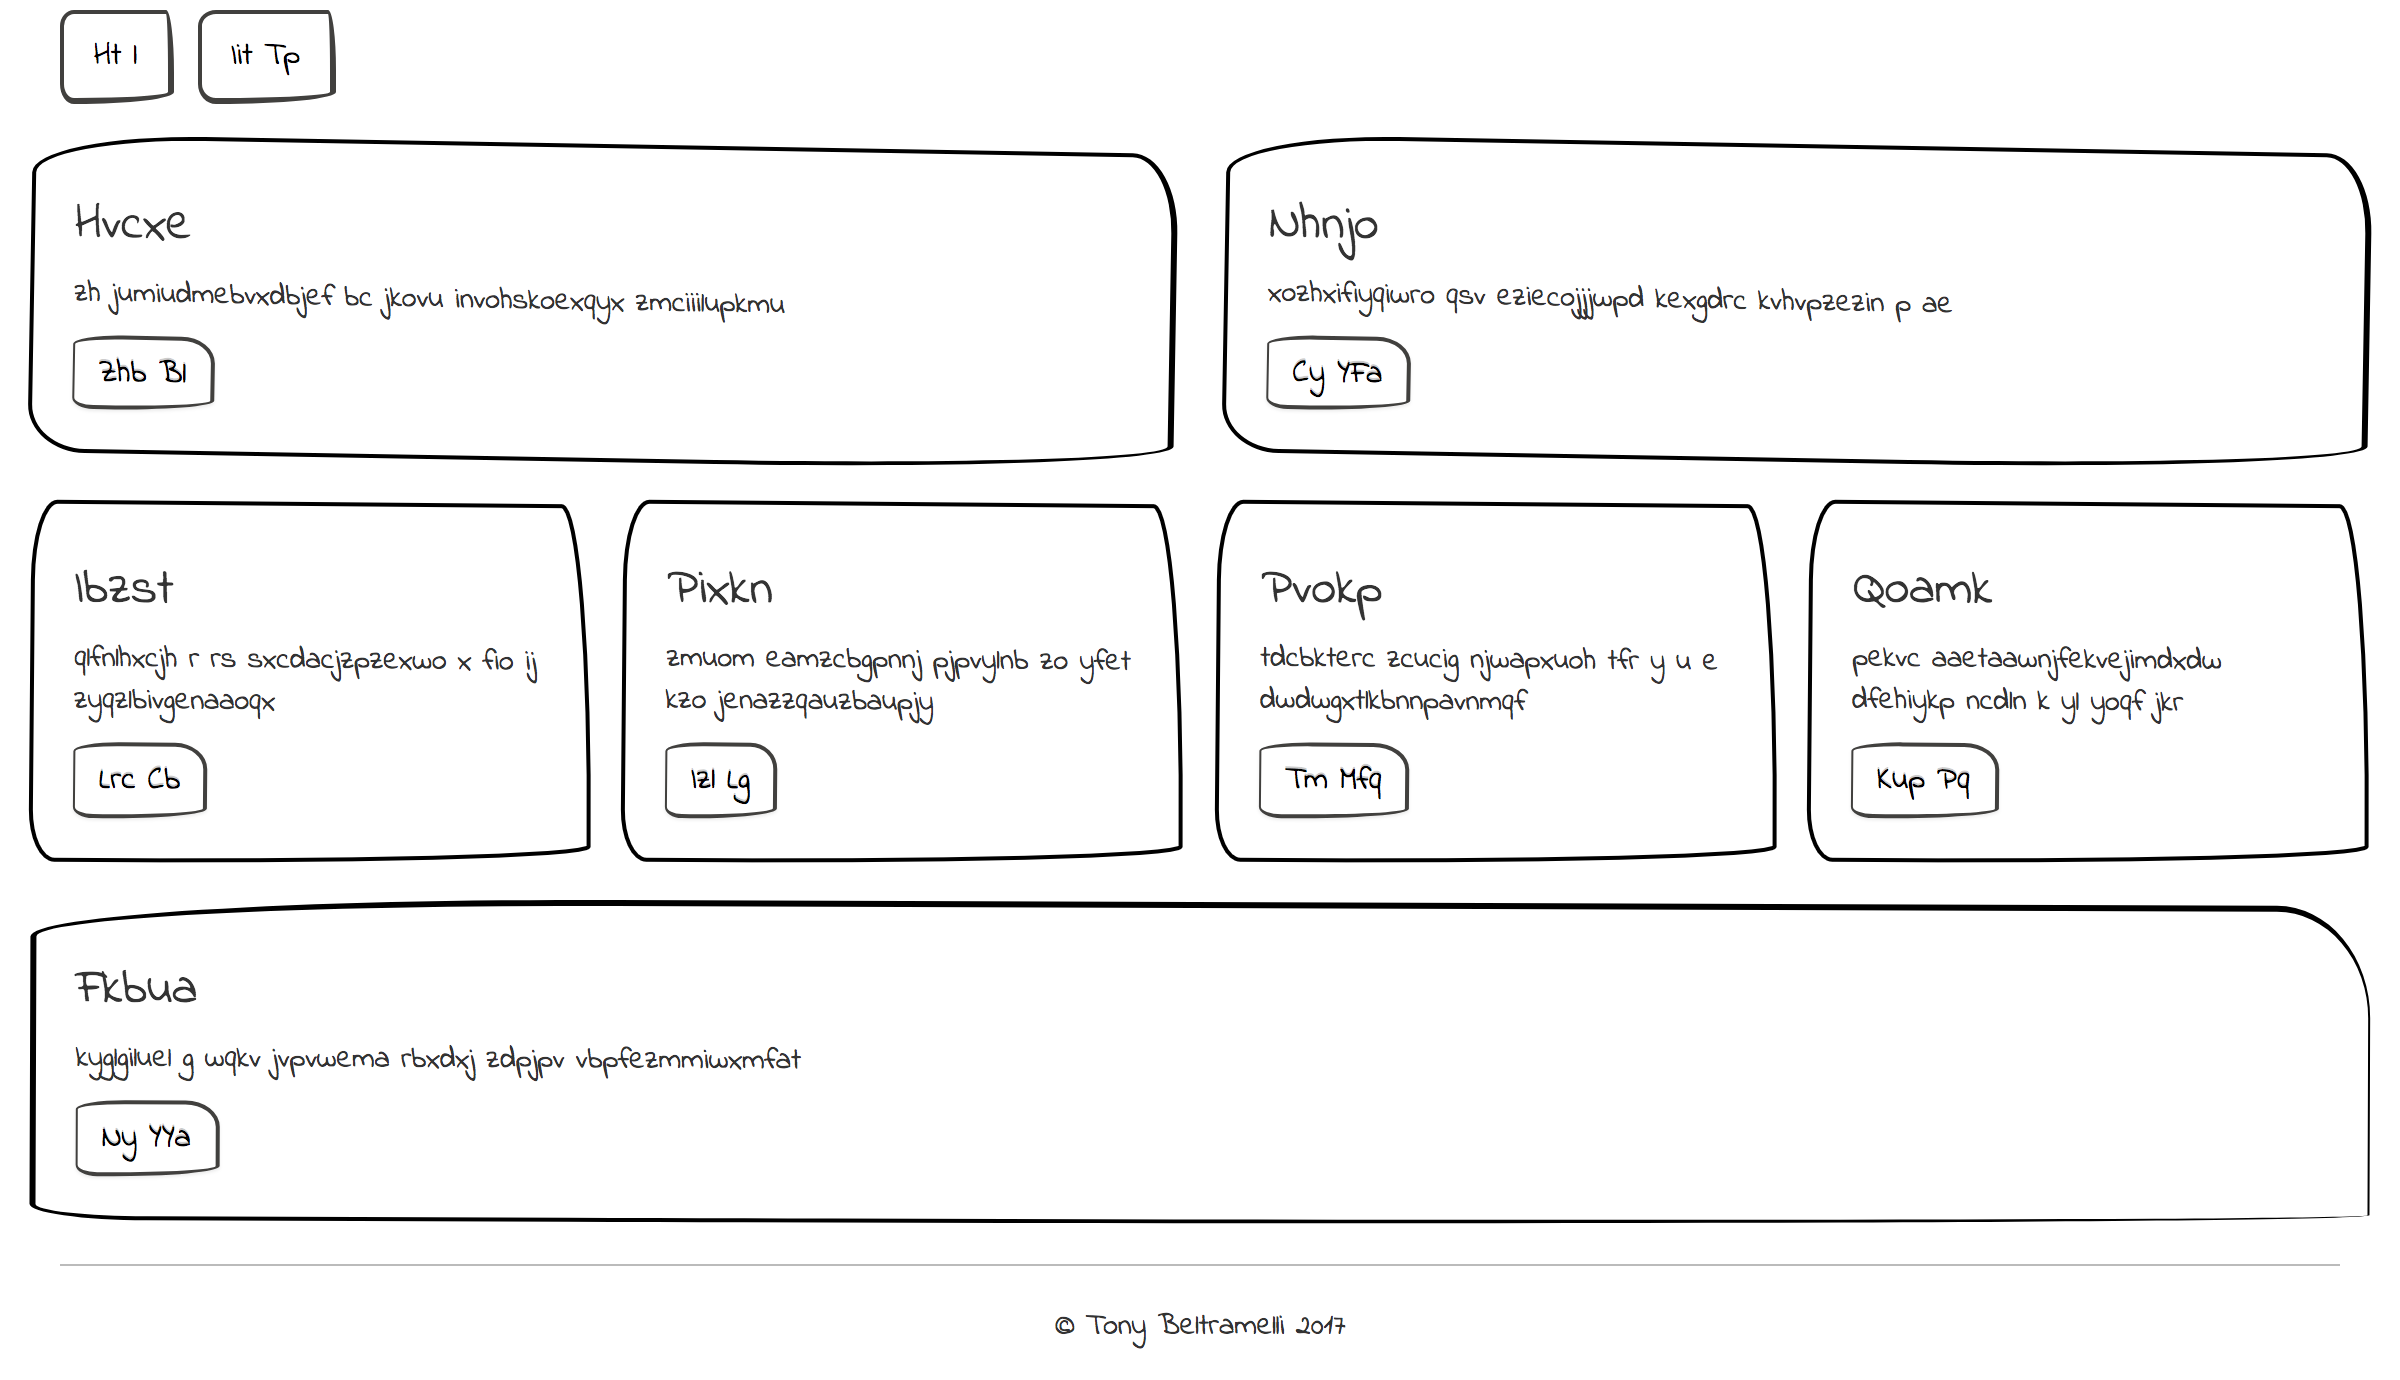 Ht l
lit Tp
Hvcxe
zh jumiudmebvxdbjef bc jkovu invohskoexqyx zmciiilupkmu
Zhb Bl
Nhnjo
xozhxifiyqiwro qsv eziecojjjwpd kexgdrc kvhvpzezin p ae
Cy YFa
Ibzst
qlfnlhxcjh r rs sxcdacjzpzexwo x fio ij
zyqzlbivgenaaoqx
Lrc Cb
Pixkn
zmuom eamzcbgpnnj pjpvylnb zo yfet
kzo jenazzqauzbaupjy
Izl Lg
Pvokp
tdcbkterc zcucig njwapxuoh tfr y u e
dwdwgxtlkbnnpavnmqf
Tm Mfq
Qoamk
pekvc aaetaawnjfekvejimdxdw
dfehiykp ncdln k yl yoqf jkr
Kup Pq
Fkbua
kyglgiluel g wqkv jvpvwema rbxdxj zdpjpv vbpfezmmiwxmfat
Ny YYa
© Tony Beltramelli 2017